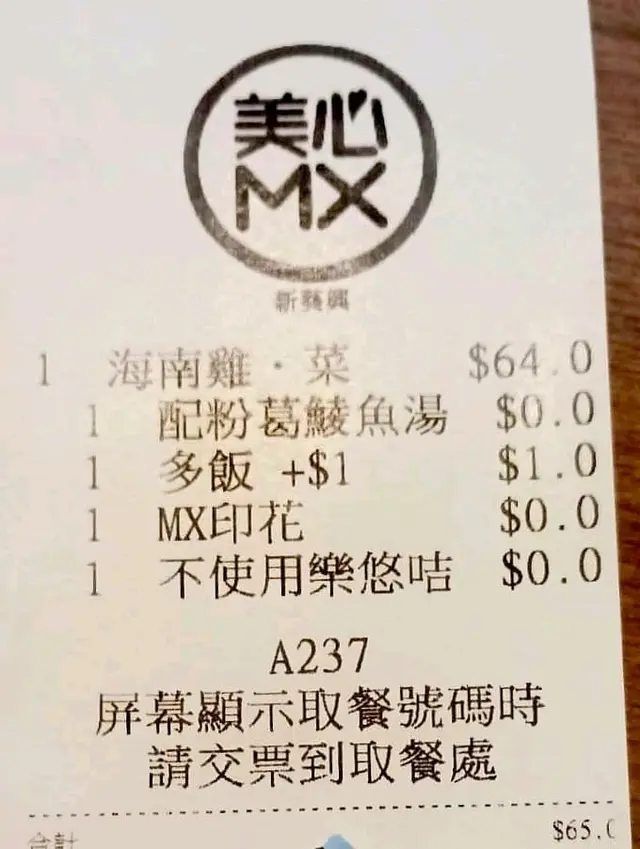 美心
MX
新藝興
1 海南雞·菜 $64.0
1 配粉葛鯪魚湯 $0.0
1 多飯 +$1 $1.0
1 MX印花 $0.0
1 不使用樂悠咭 $0.0
A237
屏幕顯示取餐號碼時
請交票到取餐處
合計 $65.0